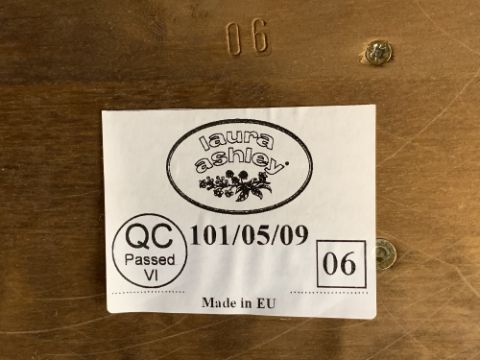 06
laura
ashley
QC
Passed
VI
101/05/09
06
Made in EU